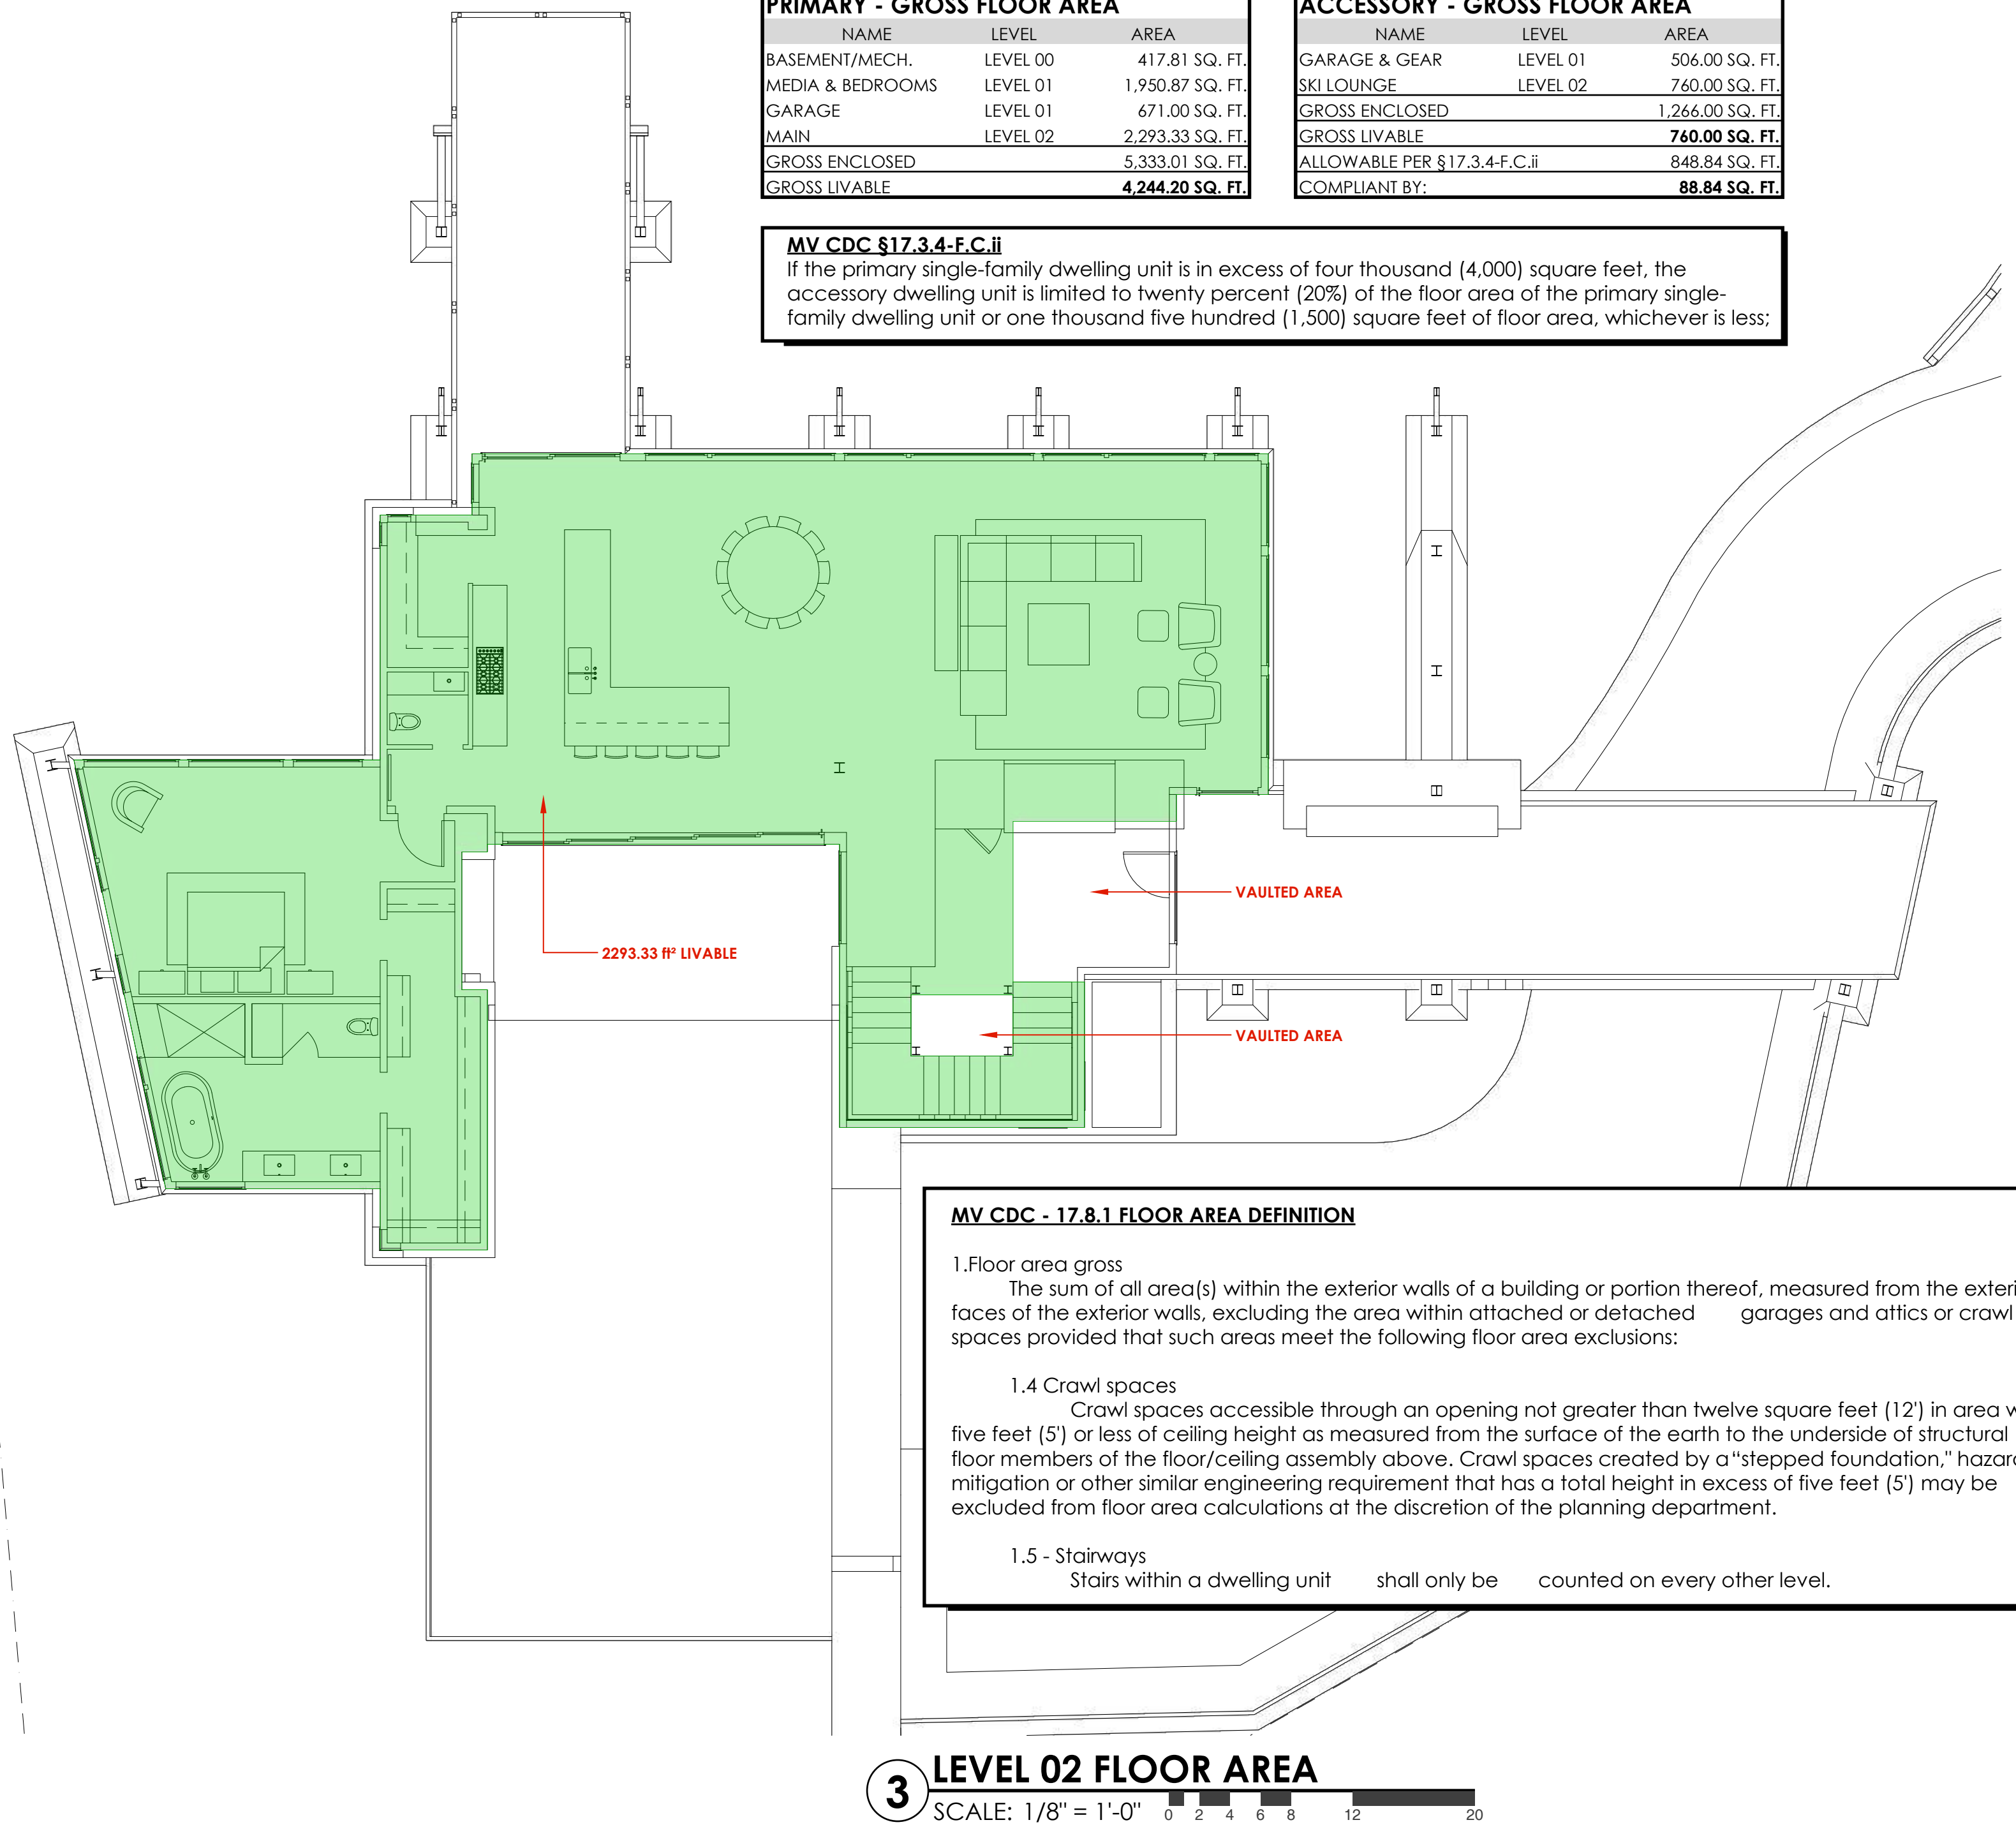 PRIMARY - GROSS FLOOR AREA
NAME LEVEL AREA
BASEMENT/MECH. LEVEL 00 417.81 SQ. FT.
MEDIA & BEDROOMS LEVEL 01 1,950.87 SQ. FT.
GARAGE LEVEL 01 671.00 SQ. FT.
MAIN LEVEL 02 2,293.33 SQ. FT.
GROSS ENCLOSED 5,333.01 SQ. FT.
GROSS LIVABLE 4,244.20 SQ. FT.
ACCESSORY - GROSS FLOOR AREA
NAME LEVEL AREA
GARAGE & GEAR LEVEL 01 506.00 SQ. FT.
SKI LOUNGE LEVEL 02 760.00 SQ. FT.
GROSS ENCLOSED 1,266.00 SQ. FT.
GROSS LIVABLE 760.00 SQ. FT.
ALLOWABLE PER §17.3.4-F.C.ii 848.84 SQ. FT.
COMPLIANT BY: 88.84 SQ. FT.
MV CDC §17.3.4-F.C.ii
If the primary single-family dwelling unit is in excess of four thousand (4,000) square feet, the
accessory dwelling unit is limited to twenty percent (20%) of the floor area of the primary single-
family dwelling unit or one thousand five hundred (1,500) square feet of floor area, whichever is less;
VAULTED AREA
2293.33 ft² LIVABLE
VAULTED AREA
MV CDC - 17.8.1 FLOOR AREA DEFINITION
1.Floor area gross
The sum of all area(s) within the exterior walls of a building or portion thereof, measured from the exteri
faces of the exterior walls, excluding the area within attached or detached garages and attics or crawl
spaces provided that such areas meet the following floor area exclusions:
1.4 Crawl spaces
Crawl spaces accessible through an opening not greater than twelve square feet (12') in area w
five feet (5') or less of ceiling height as measured from the surface of the earth to the underside of structural
floor members of the floor/ceiling assembly above. Crawl spaces created by a “stepped foundation," hazar
mitigation or other similar engineering requirement that has a total height in excess of five feet (5') may be
excluded from floor area calculations at the discretion of the planning department.
1.5 - Stairways
Stairs within a dwelling unit shall only be counted on every other level.
3 LEVEL 02 FLOOR AREA
SCALE: 1/8" = 1'-0"
0 2 4 6 8 12 20